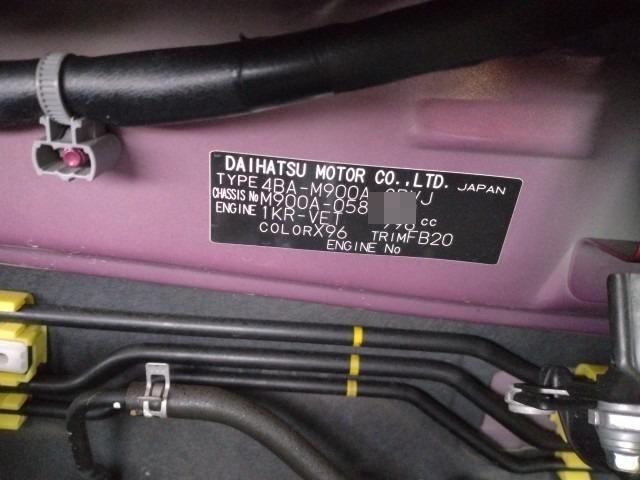 DAIHATSU MOTOR CO.,LTD. JAPAN
TYPE 4BA-M900A
CHASSIS No M900A-058
ENGINE 1KR-VET 996 cc
COLOR X96 TRIM FB20
ENGINE No